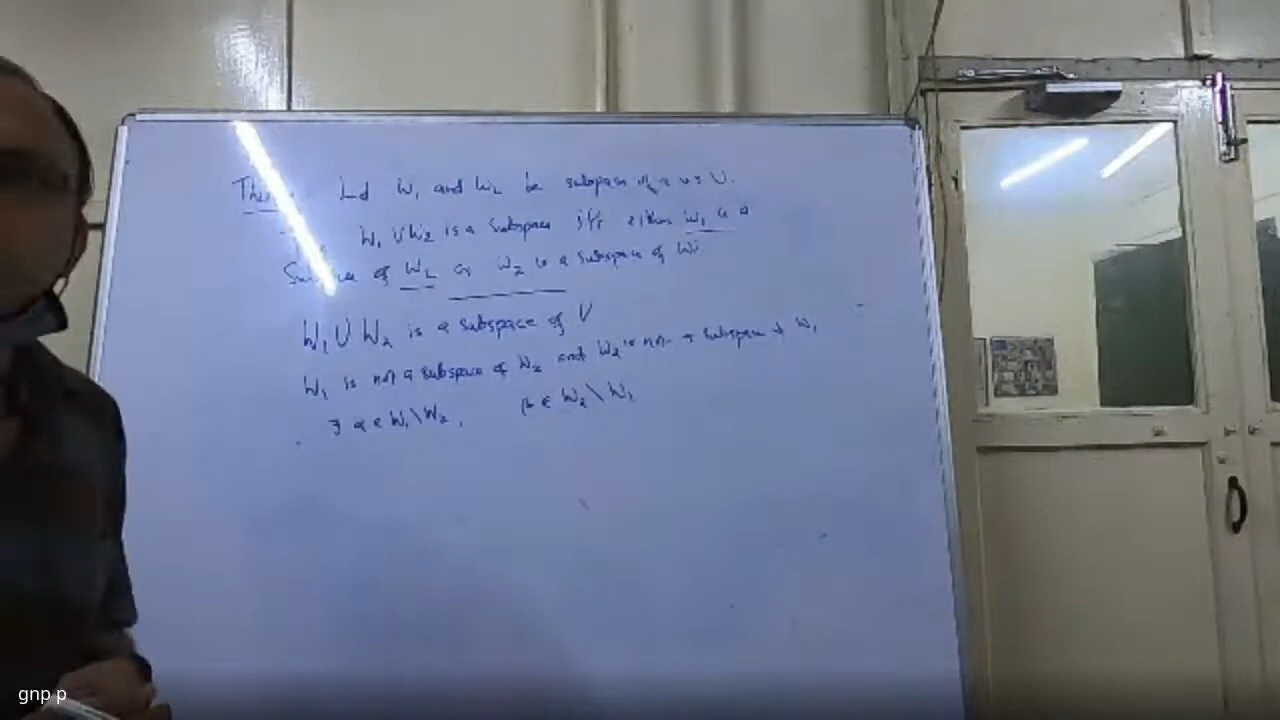 Let W₁ and W₂ be subspaces of a v.s V.
W₁ ∪ W₂ is a subspace iff either W₁ is a
of W₂ or W₂ is a subspace of W₁
W₁ ∪ W₂ is a subspace of V
W₁ is not a subspace of W₂ and W₂ is not a subspace of W₁
∃ α ∈ W₁\W₂, β ∈ W₂\W₁
gnp p